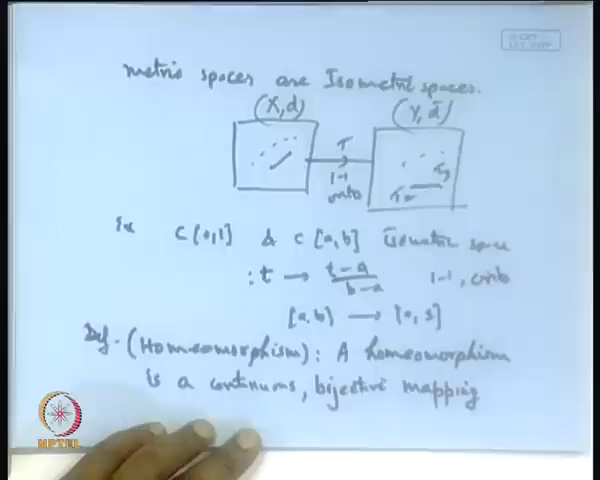 metric spaces are Isometric spaces.
(X, d) (Y, d̄)
T
1-1
onto
Ex C[0,1] & C[a,b] Isometric space
: t → t-a / b-a 1-1, onto
[a,b] → [0,1]
Def. (Homeomorphism): A homeomorphism
is a continuous, bijective mapping
NPTEL